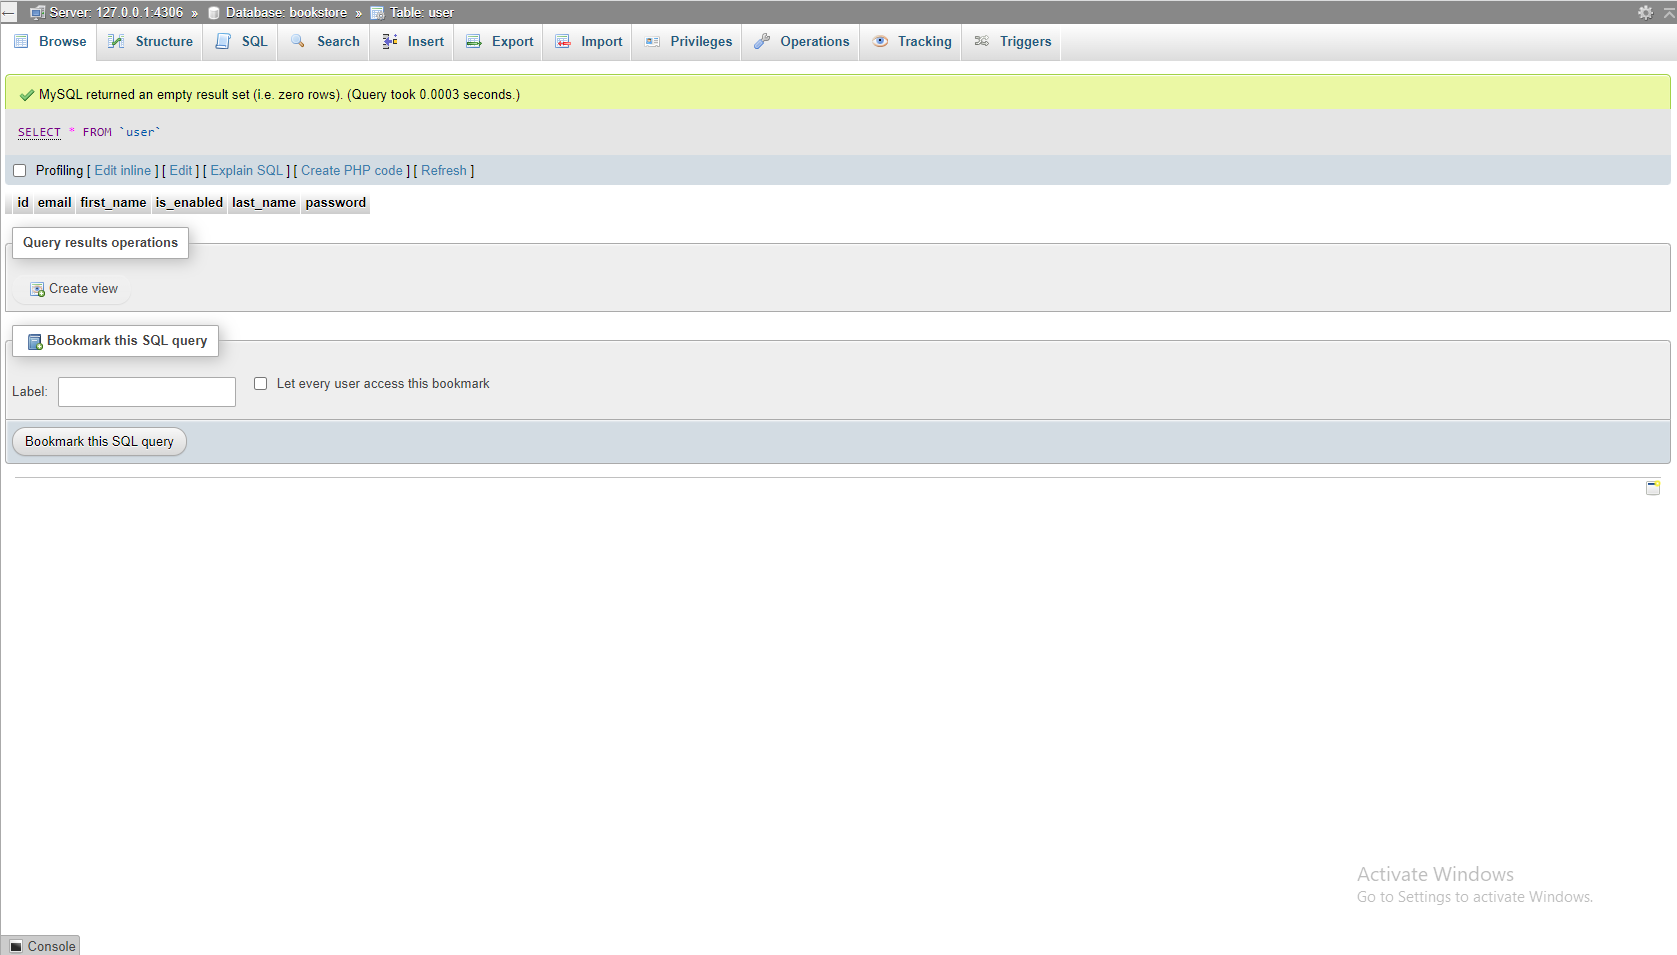 Server: 127.0.0.1:4306 » Database: bookstore » Table: user
Browse Structure SQL Search Insert Export Import Privileges Operations Tracking Triggers
MySQL returned an empty result set (i.e. zero rows). (Query took 0.0003 seconds.)
SELECT * FROM `user`
Profiling [ Edit inline ] [ Edit ] [ Explain SQL ] [ Create PHP code ] [ Refresh ]
id email first_name is_enabled last_name password
Query results operations
Create view
Bookmark this SQL query
Label: Let every user access this bookmark
Bookmark this SQL query
Activate Windows
Go to Settings to activate Windows.
Console